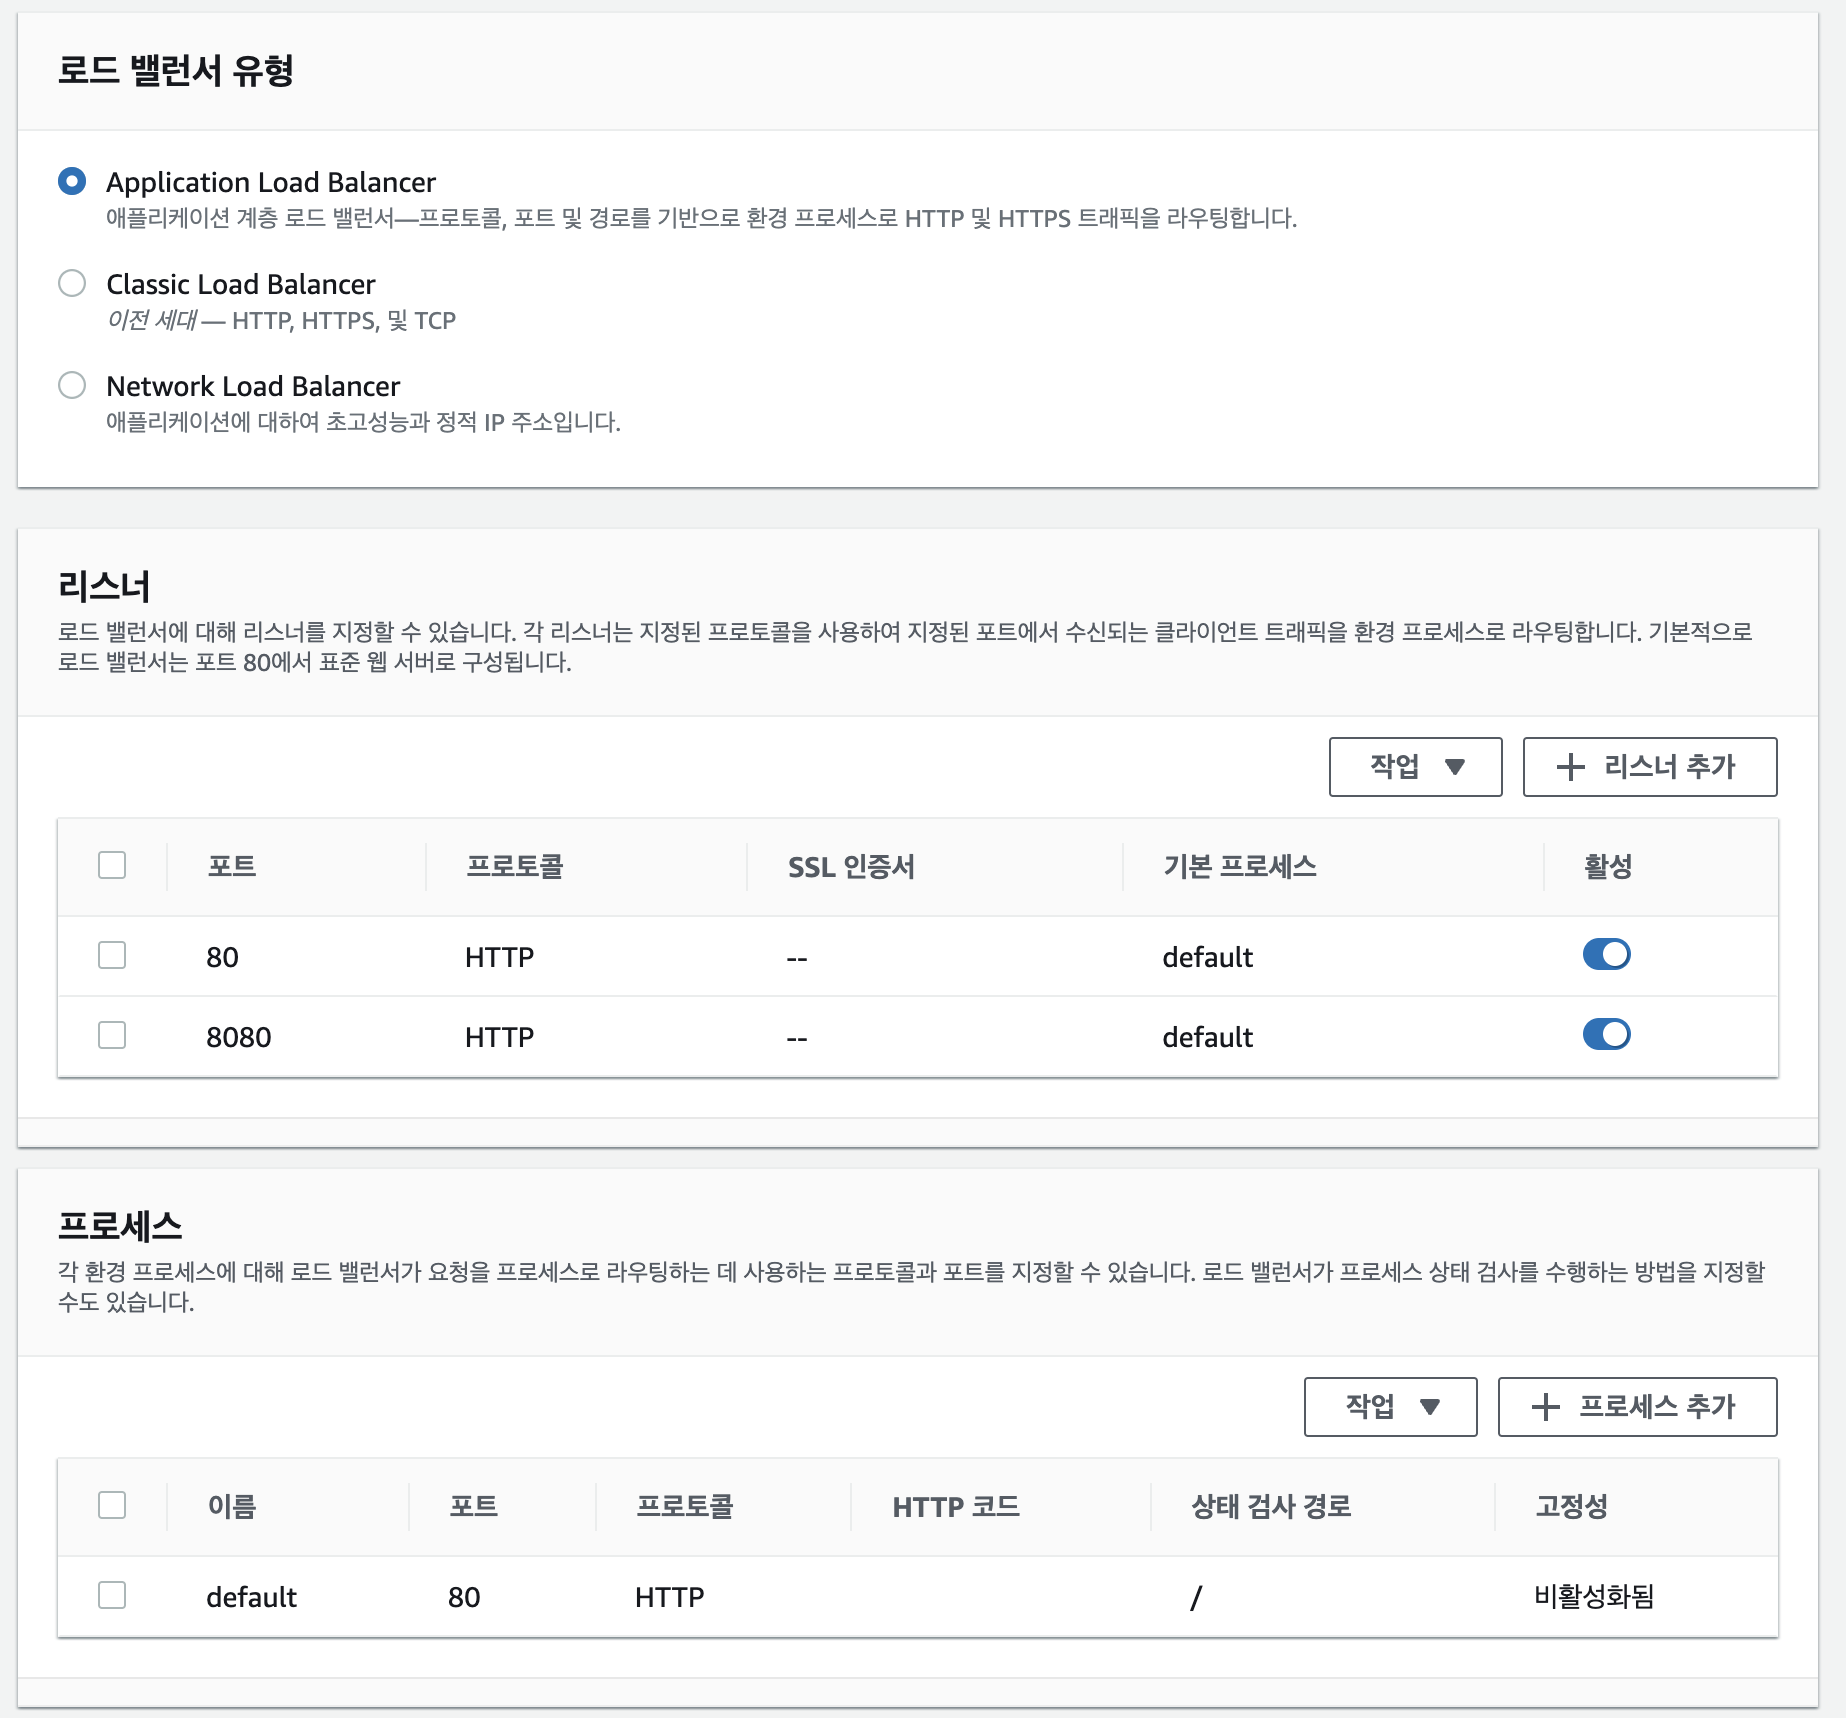 로드 밸런서 유형
Application Load Balancer
애플리케이션 계층 로드 밸런서—프로토콜, 포트 및 경로를 기반으로 환경 프로세스로 HTTP 및 HTTPS 트래픽을 라우팅합니다.
Classic Load Balancer
이전 세대 — HTTP, HTTPS, 및 TCP
Network Load Balancer
애플리케이션에 대하여 초고성능과 정적 IP 주소입니다.
리스너
로드 밸런서에 대해 리스너를 지정할 수 있습니다. 각 리스너는 지정된 프로토콜을 사용하여 지정된 포트에서 수신되는 클라이언트 트래픽을 환경 프로세스로 라우팅합니다. 기본적으로
로드 밸런서는 포트 80에서 표준 웹 서버로 구성됩니다.
작업 ▼ + 리스너 추가
포트 프로토콜 SSL 인증서 기본 프로세스 활성
80 HTTP -- default
8080 HTTP -- default
프로세스
각 환경 프로세스에 대해 로드 밸런서가 요청을 프로세스로 라우팅하는 데 사용하는 프로토콜과 포트를 지정할 수 있습니다. 로드 밸런서가 프로세스 상태 검사를 수행하는 방법을 지정할
수도 있습니다.
작업 ▼ + 프로세스 추가
이름 포트 프로토콜 HTTP 코드 상태 검사 경로 고정성
default 80 HTTP / 비활성화됨